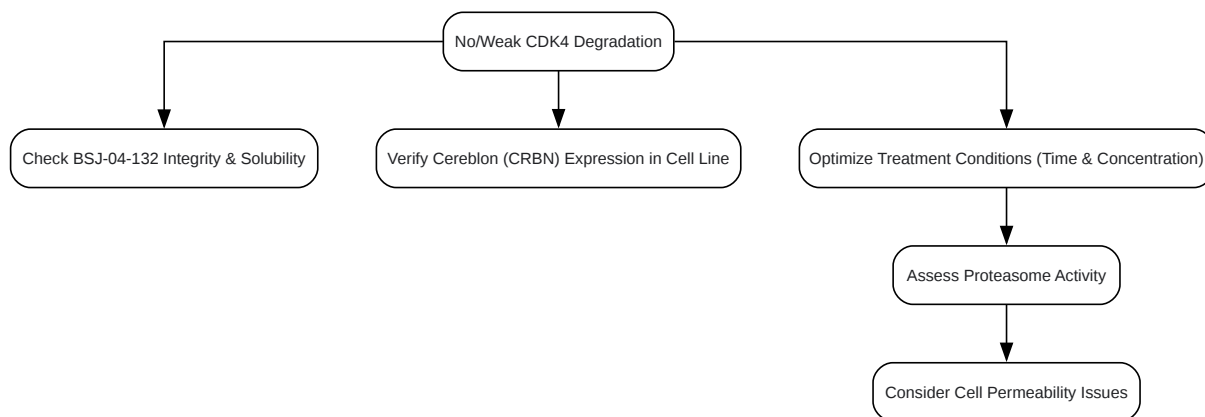 No/Weak CDK4 Degradation
Check BSJ-04-132 Integrity & Solubility
Verify Cereblon (CRBN) Expression in Cell Line
Optimize Treatment Conditions (Time & Concentration)
Assess Proteasome Activity
Consider Cell Permeability Issues